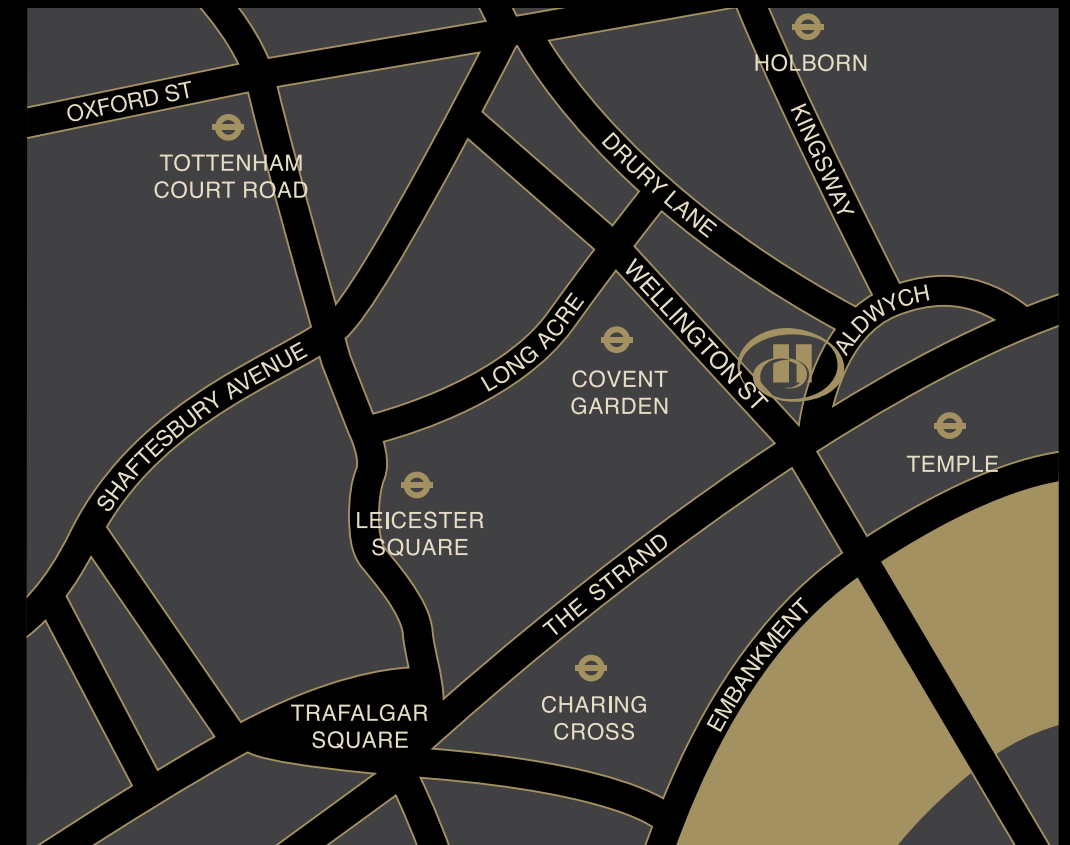 HOLBORN
OXFORD ST
TOTTENHAM
COURT ROAD
KINGSWAY
DRURY LANE
WELLINGTON ST
ALDWYCH
LONG ACRE
SHAFTESBURY AVENUE
COVENT
GARDEN
TEMPLE
LEICESTER
SQUARE
THE STRAND
EMBANKMENT
CHARING
CROSS
TRAFALGAR
SQUARE